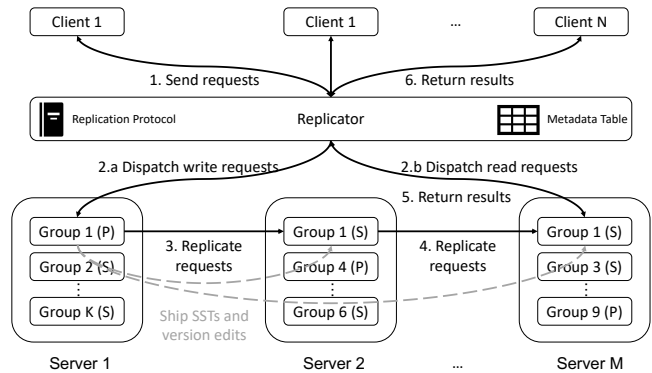 Client 1
Client 1
...
Client N
1. Send requests
6. Return results
Replication Protocol
Replicator
Metadata Table
2.a Dispatch write requests
2.b Dispatch read requests
5. Return results
Group 1 (P)
Group 2 (S)
Group K (S)
3. Replicate
requests
Group 1 (S)
Group 4 (P)
Group 6 (S)
4. Replicate
requests
Group 1 (S)
Group 3 (S)
Group 9 (P)
Ship SSTs and
version edits
Server 1
Server 2
...
Server M